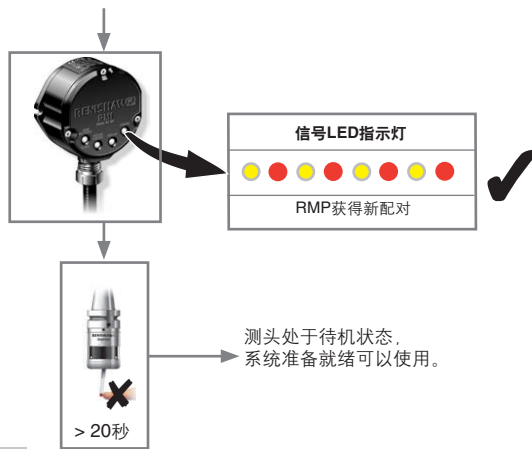 RENISHAW
信号LED指示灯
RMP获得新配对
测头处于待机状态，
系统准备就绪可以使用。
> 20秒